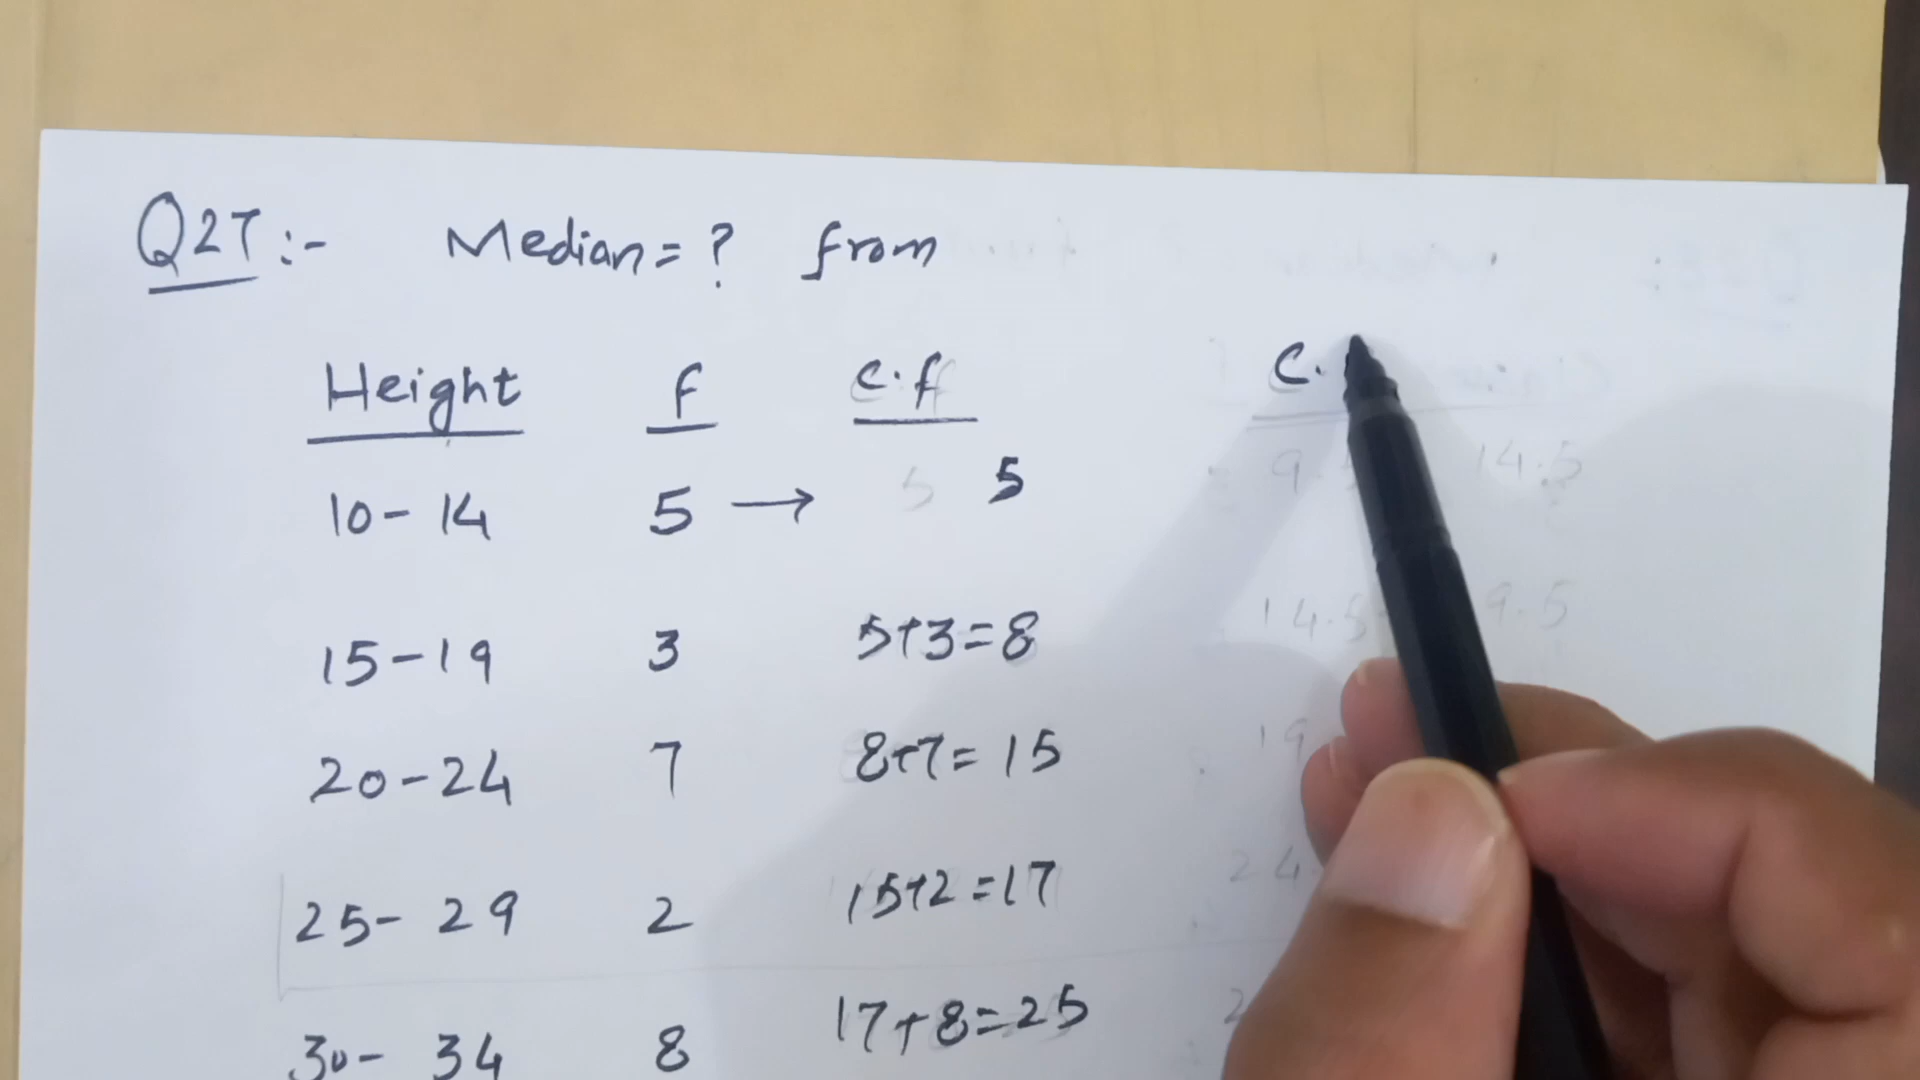 Q27:- Median = ? from
Height f c.f C.
10 - 14 5 → 5 5
15 - 19 3 5+3=8
20 - 24 7 8+7= 15
25 - 29 2 15+2 =17
30 - 34 8 17+8=25